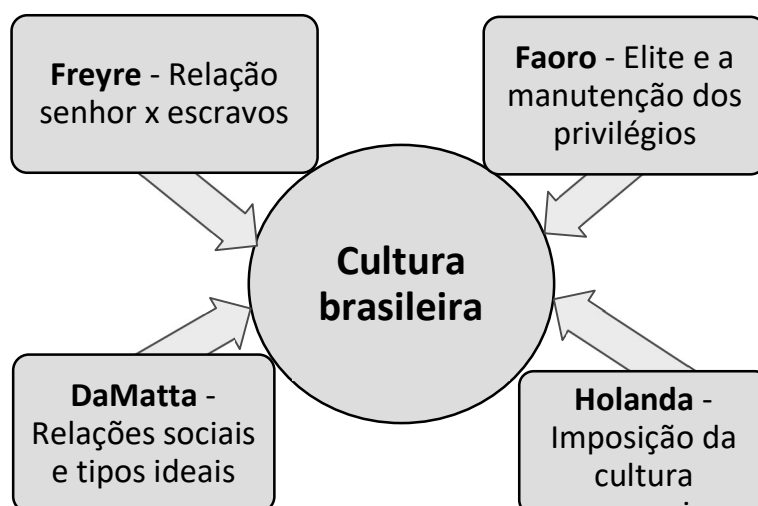 Freyre - Relação
senhor x escravos
Faoro - Elite e a
manutenção dos
privilégios
Cultura
brasileira
DaMatta -
Relações sociais
e tipos ideais
Holanda -
Imposição da
cultura